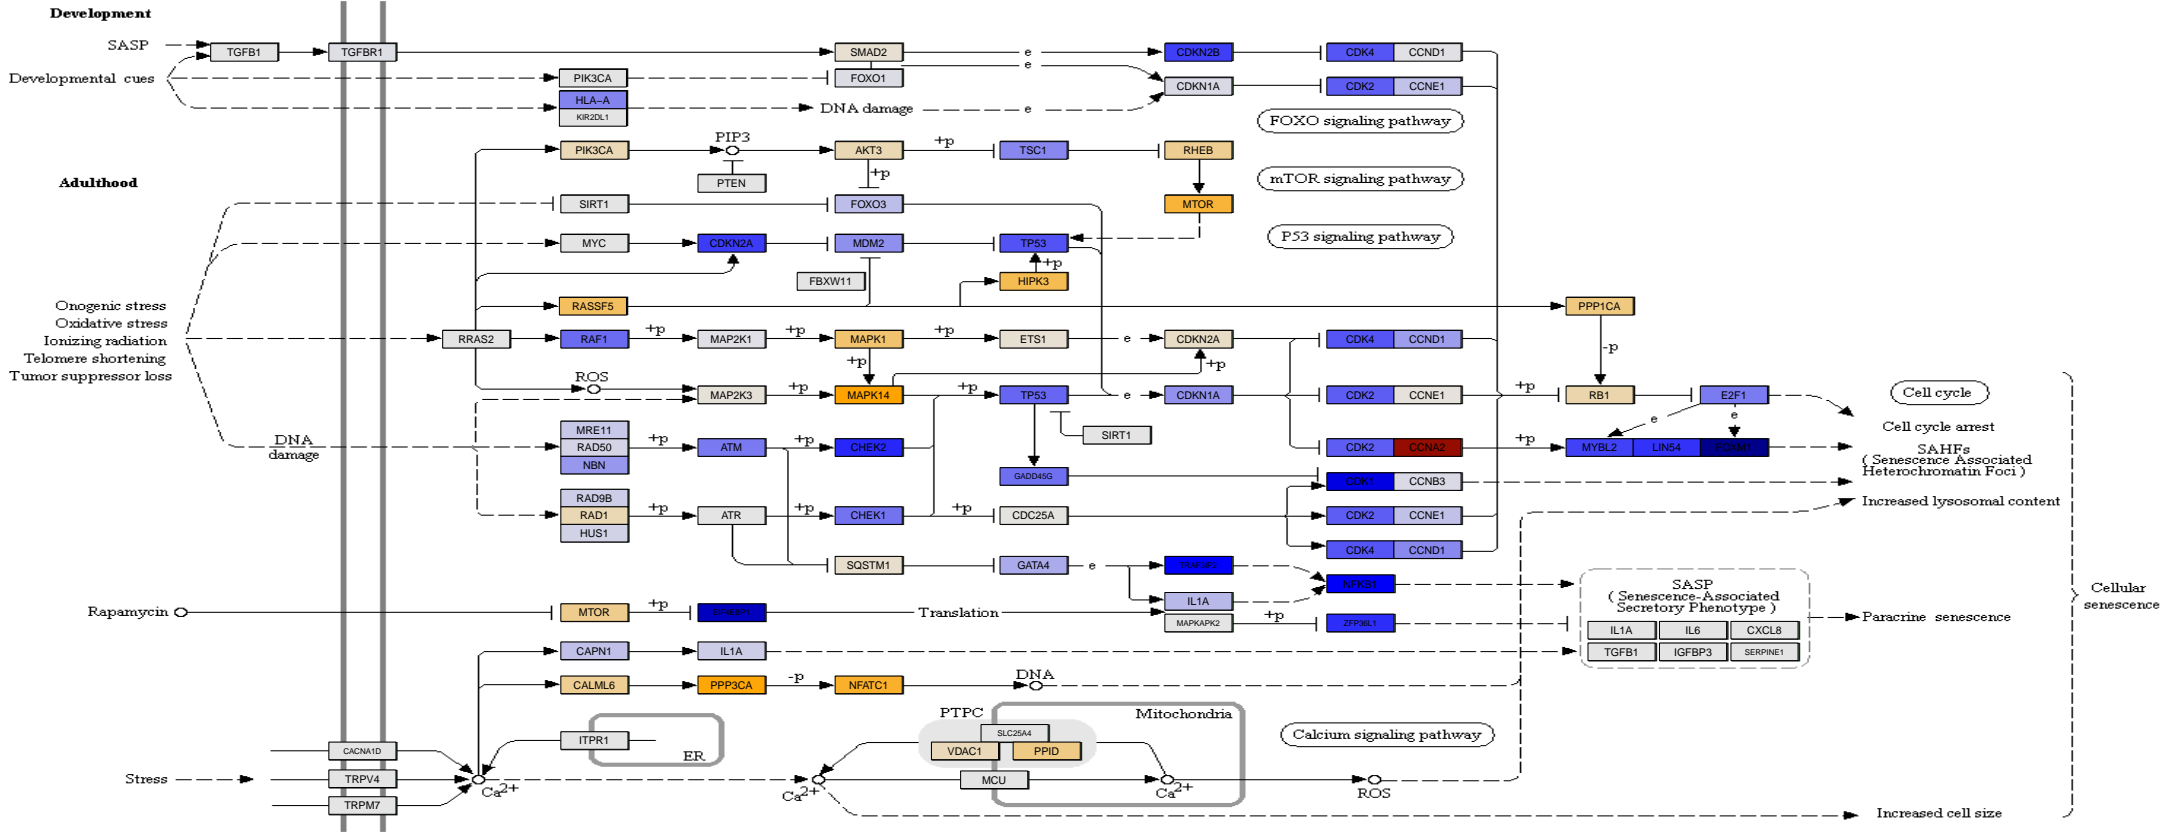 Development
SASP
TGFB1
TGFBR1
SMAD2
e
CDKN2B
CDK4
CCND1
Developmental cues
PIK3CA
FOXO1
e
CDKN1A
CDK2
CCNE1
HLA-A
KIR2DL1
DNA damage
e
FOXO signaling pathway
PIP3
PIK3CA
AKT3
+p
TSC1
RHEB
PTEN
+p
mTOR signaling pathway
Adulthood
SIRT1
FOXO3
MTOR
MYC
CDKN2A
MDM2
TP53
P53 signaling pathway
+p
FBXW11
HIPK3
Onogenic stress
Oxidative stress
Ionizing radiation
Telomere shortening
Tumor suppressor loss
RASSF5
PPP1CA
RRAS2
RAF1
+p
MAP2K1
+p
MAPK1
+p
ETS1
e
CDKN2A
CDK4
CCND1
-p
+p
+p
ROS
MAP2K3
+p
MAPK14
+p
TP53
e
CDKN1A
CDK2
CCNE1
+p
RB1
E2F1
Cell cycle
e
e
Cell cycle arrest
DNA
damage
MRE11
RAD50
NBN
+p
ATM
+p
CHEK2
SIRT1
CDK2
CCNA2
+p
MYBL2
LIN54
FOXM1
SAHFs
( Senescence Associated
Heterochromatin Foci )
GADD45G
CDK1
CCNB3
RAD9B
RAD1
HUS1
+p
ATR
+p
CHEK1
+p
CDC25A
CDK2
CCNE1
Increased lysosomal content
CDK4
CCND1
SQSTM1
GATA4
e
NFKB1
IL1A
SASP
( Senescence-Associated
Secretory Phenotype )
Cellular
senescence
Rapamycin
MTOR
+p
Translation
MAPKAPK2
+p
ZFP36L1
Paracrine senescence
IL1A
IL6
CXCL8
TGFB1
IGFBP3
SERPINE1
CAPN1
IL1A
CALML6
PPP3CA
-p
NFATC1
DNA
PTPC
Mitochondria
SLC25A4
VDAC1
PPID
Calcium signaling pathway
ITPR1
ER
CACNA1D
Stress
TRPV4
Ca2+
Ca2+
MCU
Ca2+
ROS
TRPM7
Increased cell size